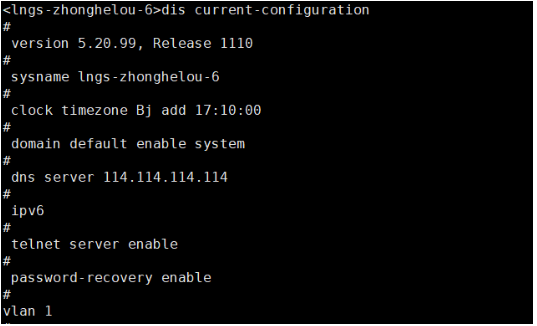 <lngs-zhonghelou-6>dis current-configuration
#
 version 5.20.99, Release 1110
#
 sysname lngs-zhonghelou-6
#
 clock timezone Bj add 17:10:00
#
 domain default enable system
#
 dns server 114.114.114.114
#
 ipv6
#
 telnet server enable
#
 password-recovery enable
#
vlan 1
#